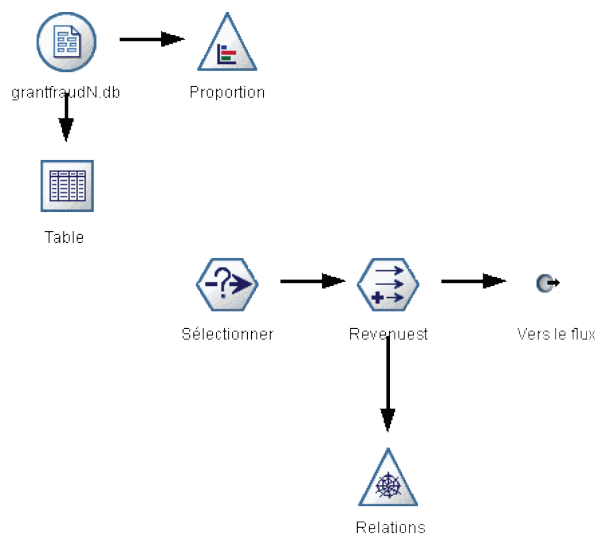 grantfraudN.db
Proportion
Table
Sélectionner
Revenuest
Vers le flux
Relations